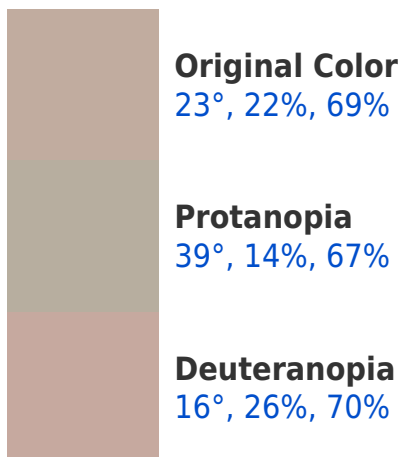 Original Color
23°, 22%, 69%
Protanopia
39°, 14%, 67%
Deuteranopia
16°, 26%, 70%